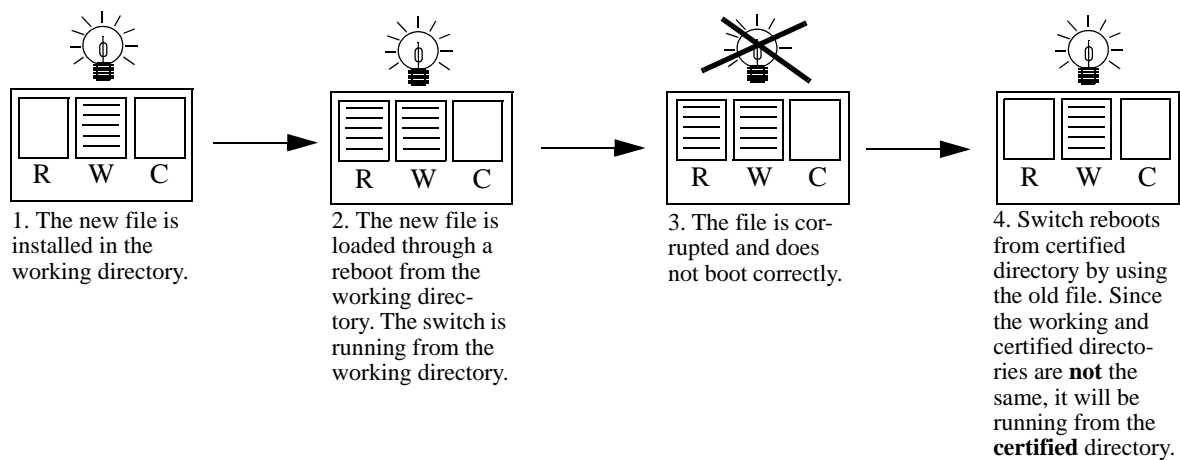 R W C
1. The new file is
installed in the
working directory.
R W C
2. The new file is
loaded through a
reboot from the
working direc-
tory. The switch is
running from the
working directory.
R W C
3. The file is cor-
rupted and does
not boot correctly.
R W C
4. Switch reboots
from certified
directory by using
the old file. Since
the working and
certified directo-
ries are not the
same, it will be
running from the
certified directory.